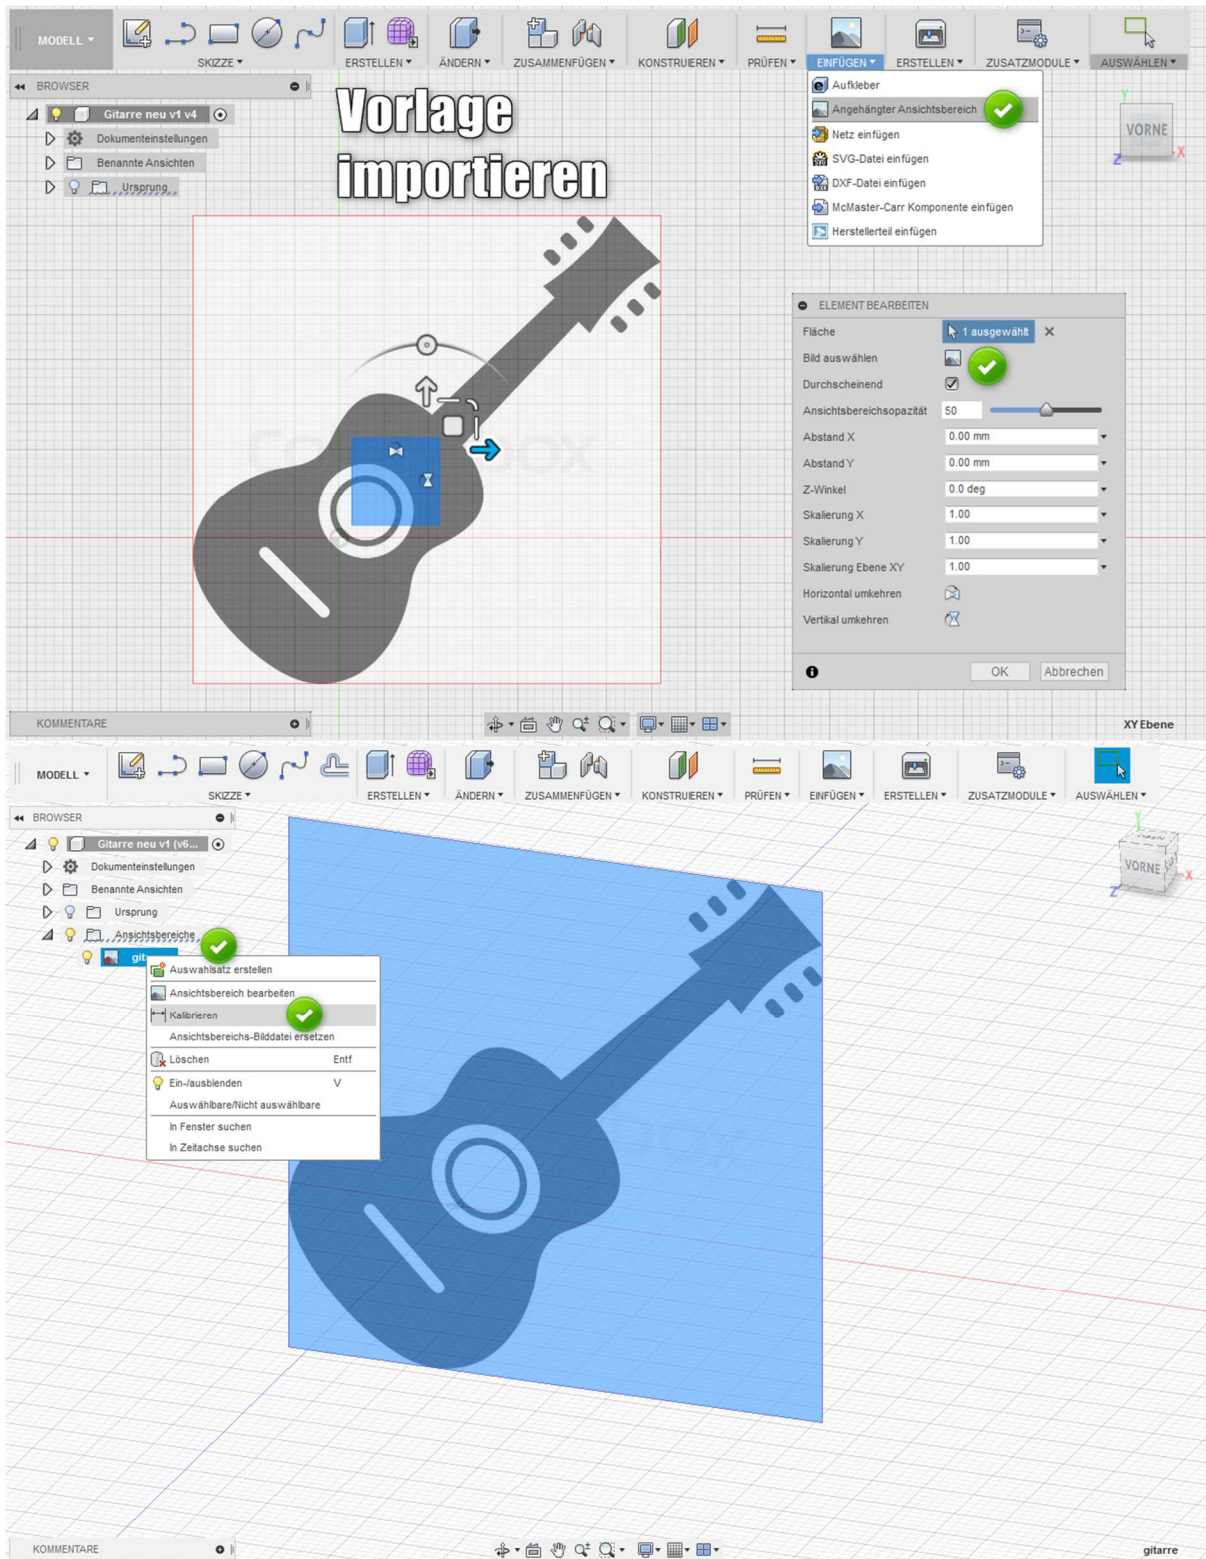 MODELL
SKIZZE
ERSTELLEN
ÄNDERN
ZUSAMMENFÜGEN
KONSTRUIEREN
PRÜFEN
EINFÜGEN
ERSTELLEN
ZUSATZMODULE
AUSWÄHLEN
BROWSER
Gitarre neu v1 v4
Dokumenteinstellungen
Benannte Ansichten
Ursprung
Vorlage
importieren
Aufkleber
Angehängter Ansichtsbereich
Netz einfügen
SVG-Datei einfügen
DXF-Datei einfügen
McMaster-Carr Komponente einfügen
Herstellerteil einfügen
Y
VORNE
Z
X
ELEMENT BEARBEITEN
Fläche 1 ausgewählt
Bild auswählen
Durchscheinend
Ansichtsbereichsopazität 50
Abstand X 0.00 mm
Abstand Y 0.00 mm
Z-Winkel 0.0 deg
Skalierung X 1.00
Skalierung Y 1.00
Skalierung Ebene XY 1.00
Horizontal umkehren
Vertikal umkehren
OK Abbrechen
KOMMENTARE
XY Ebene
MODELL
SKIZZE
ERSTELLEN
ÄNDERN
ZUSAMMENFÜGEN
KONSTRUIEREN
PRÜFEN
EINFÜGEN
ERSTELLEN
ZUSATZMODULE
AUSWÄHLEN
BROWSER
Gitarre neu v1 (v6...
Dokumenteinstellungen
Benannte Ansichten
Ursprung
Ansichtsbereiche
git
Auswahlsatz erstellen
Ansichtsbereich bearbeiten
Kalibrieren
Ansichtsbereichs-Bilddatei ersetzen
Löschen Entf
Ein-/ausblenden V
Auswählbare/Nicht auswählbare
In Fenster suchen
In Zeitachse suchen
Y
VORNE
Z
X
KOMMENTARE
gitarre